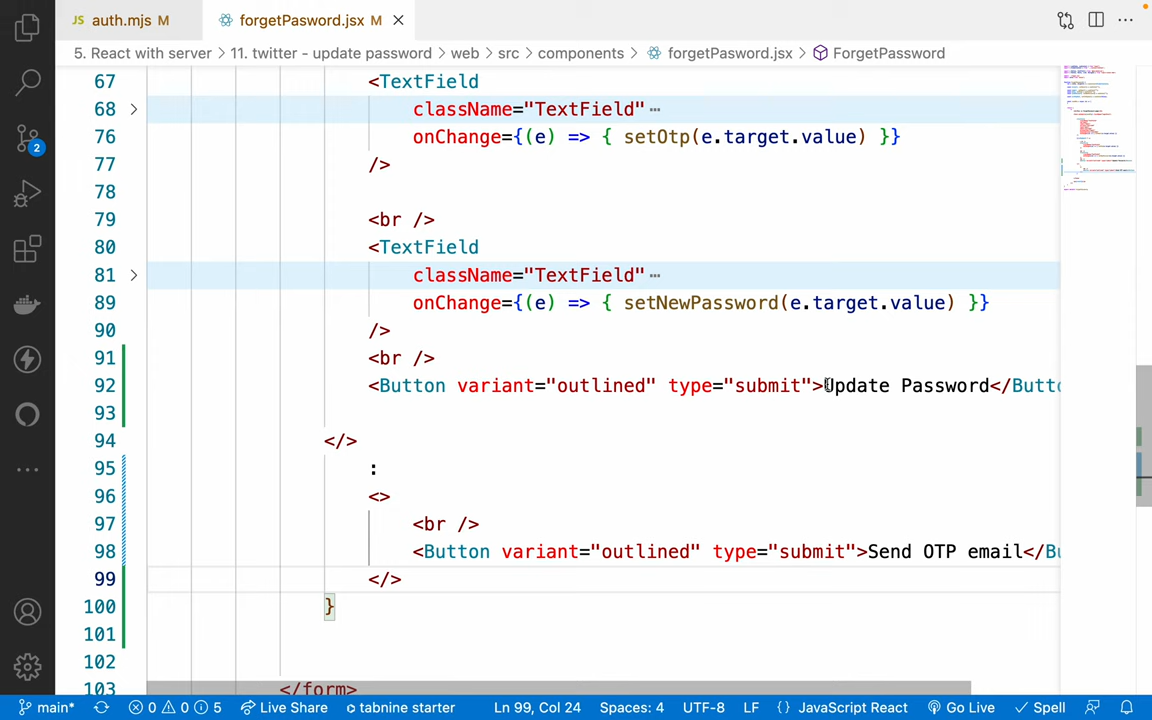 JS auth.mjs M forgetPasword.jsx M
5. React with server > 11. twitter - update password > web > src > components > forgetPasword.jsx > ForgetPassword
67 <TextField
68 className="TextField" ⋯
76 onChange={(e) => { setOtp(e.target.value) }}
77 />
78
79 <br />
80 <TextField
81 className="TextField" ⋯
89 onChange={(e) => { setNewPassword(e.target.value) }}
90 />
91 <br />
92 <Button variant="outlined" type="submit">Update Password</Butto
93
94 </>
95 :
96 <>
97 <br />
98 <Button variant="outlined" type="submit">Send OTP email</Bu
99 </>
100 }
101
102
103 </form>
2
main* 0 0 5 Live Share tabnine starter Ln 99, Col 24 Spaces: 4 UTF-8 LF {} JavaScript React Go Live Spell